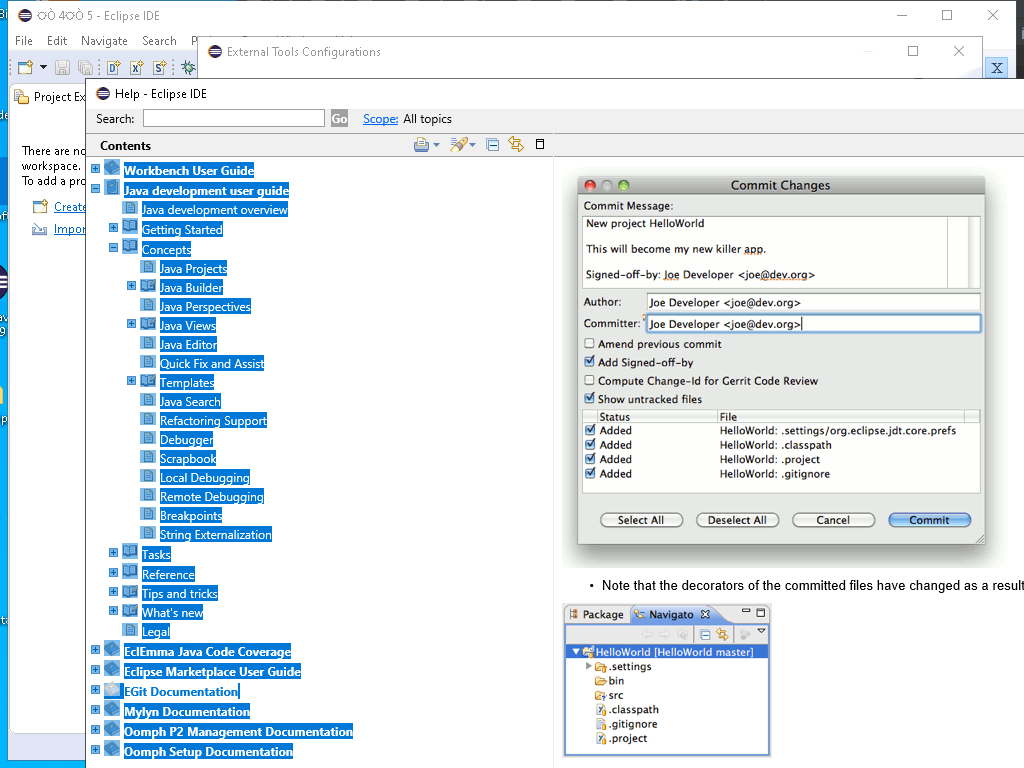 4 5 - Eclipse IDE
File Edit Navigate Search
External Tools Configurations
Project Ex
Help - Eclipse IDE
Search: Go Scope: All topics
Contents
There are no
workspace.
To add a pro
Create
Impor
Workbench User Guide
Java development user guide
Java development overview
Getting Started
Concepts
Java Projects
Java Builder
Java Perspectives
Java Views
Java Editor
Quick Fix and Assist
Templates
Java Search
Refactoring Support
Debugger
Scrapbook
Local Debugging
Remote Debugging
Breakpoints
String Externalization
Tasks
Reference
Tips and tricks
What's new
Legal
EclEmma Java Code Coverage
Eclipse Marketplace User Guide
EGit Documentation
Mylyn Documentation
Oomph P2 Management Documentation
Oomph Setup Documentation
Commit Changes
Commit Message:
New project HelloWorld
This will become my new killer app.
Signed-off-by: Joe Developer <joe@dev.org>
Author: Joe Developer <joe@dev.org>
Committer: Joe Developer <joe@dev.org>
Amend previous commit
Add Signed-off-by
Compute Change-Id for Gerrit Code Review
Show untracked files
Status File
Added HelloWorld: .settings/org.eclipse.jdt.core.prefs
Added HelloWorld: .classpath
Added HelloWorld: .project
Added HelloWorld: .gitignore
Select All Deselect All Cancel Commit
• Note that the decorators of the committed files have changed as a result
Package Navigato
HelloWorld [HelloWorld master]
.settings
bin
src
.classpath
.gitignore
.project